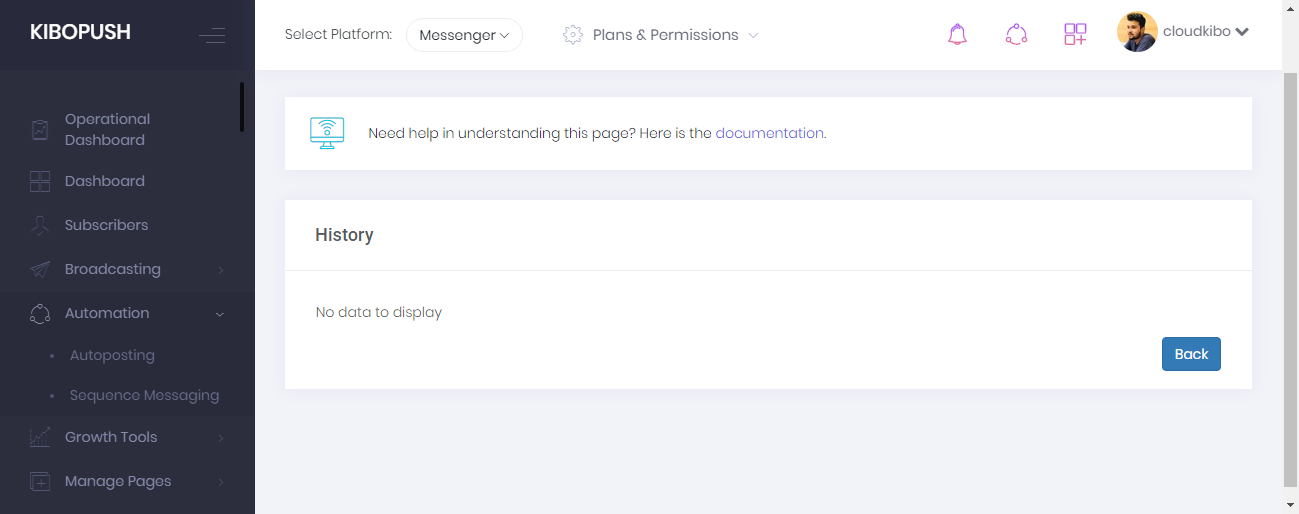 KIBOPUSH
Select Platform:
Messenger
Plans & Permissions
cloudkibo
Operational
Dashboard
Dashboard
Subscribers
Broadcasting
Automation
Autoposting
Sequence Messaging
Growth Tools
Manage Pages
Need help in understanding this page? Here is the documentation.
History
No data to display
Back